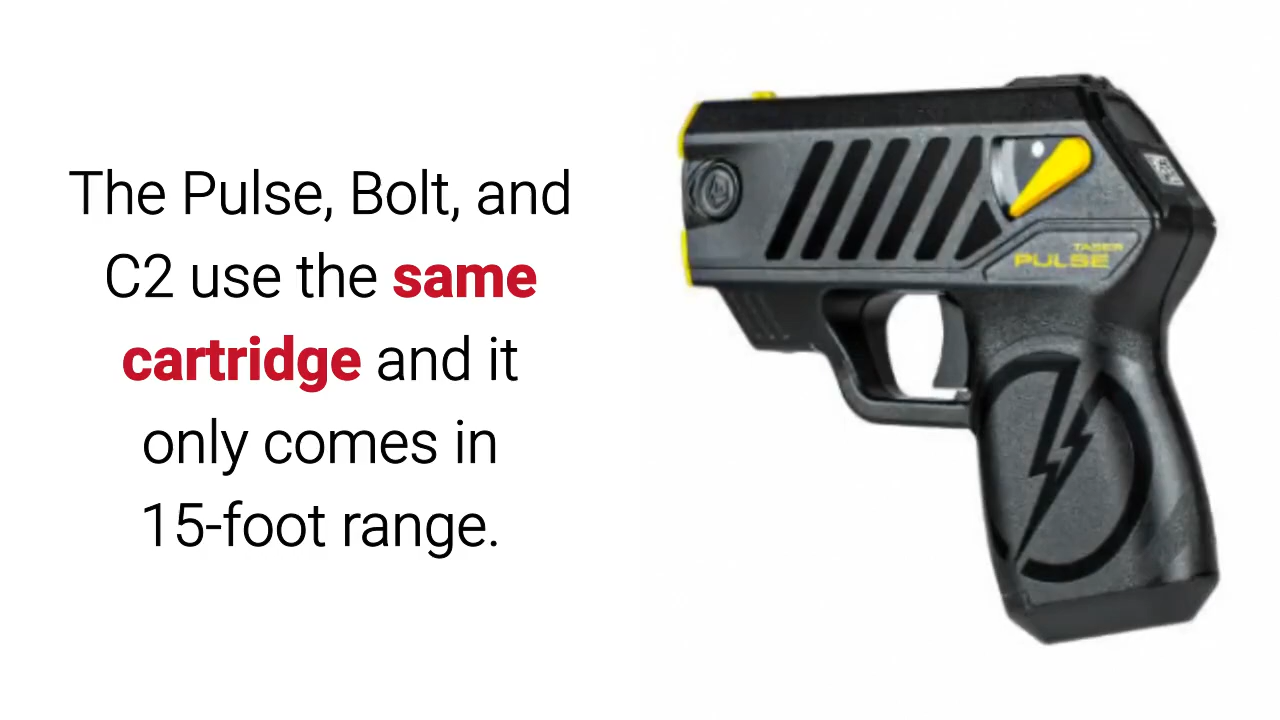 The Pulse, Bolt, and
C2 use the same
cartridge and it
only comes in
15-foot range.
TASER
PULSE